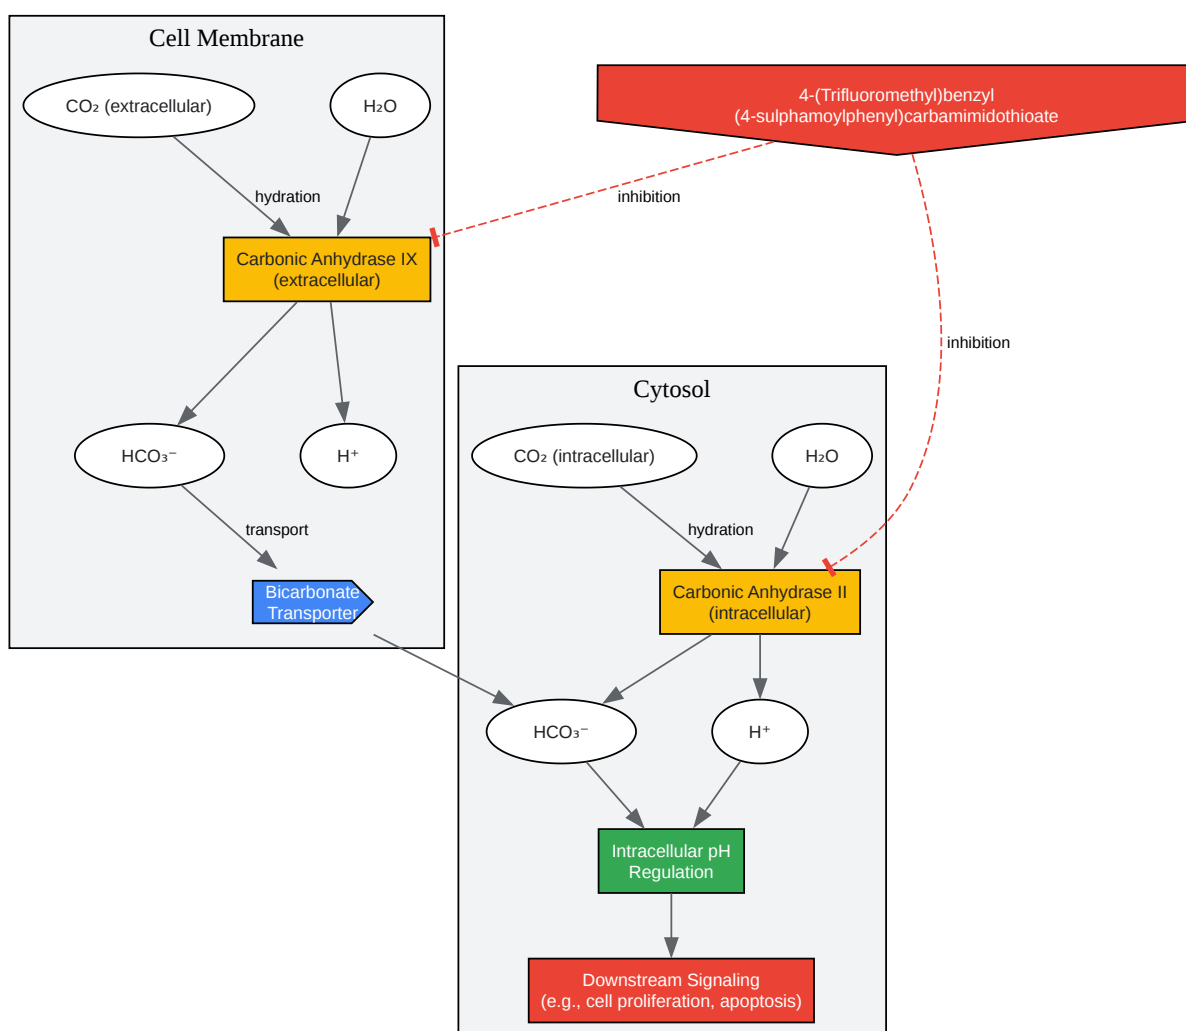 Cell Membrane
CO₂ (extracellular)
H₂O
4-(Trifluoromethyl)benzyl
(4-sulphamoylphenyl)carbamimidothioate
hydration
inhibition
Carbonic Anhydrase IX
(extracellular)
inhibition
Cytosol
HCO₃⁻
H⁺
CO₂ (intracellular)
H₂O
transport
hydration
Bicarbonate
Transporter
Carbonic Anhydrase II
(intracellular)
HCO₃⁻
H⁺
Intracellular pH
Regulation
Downstream Signaling
(e.g., cell proliferation, apoptosis)